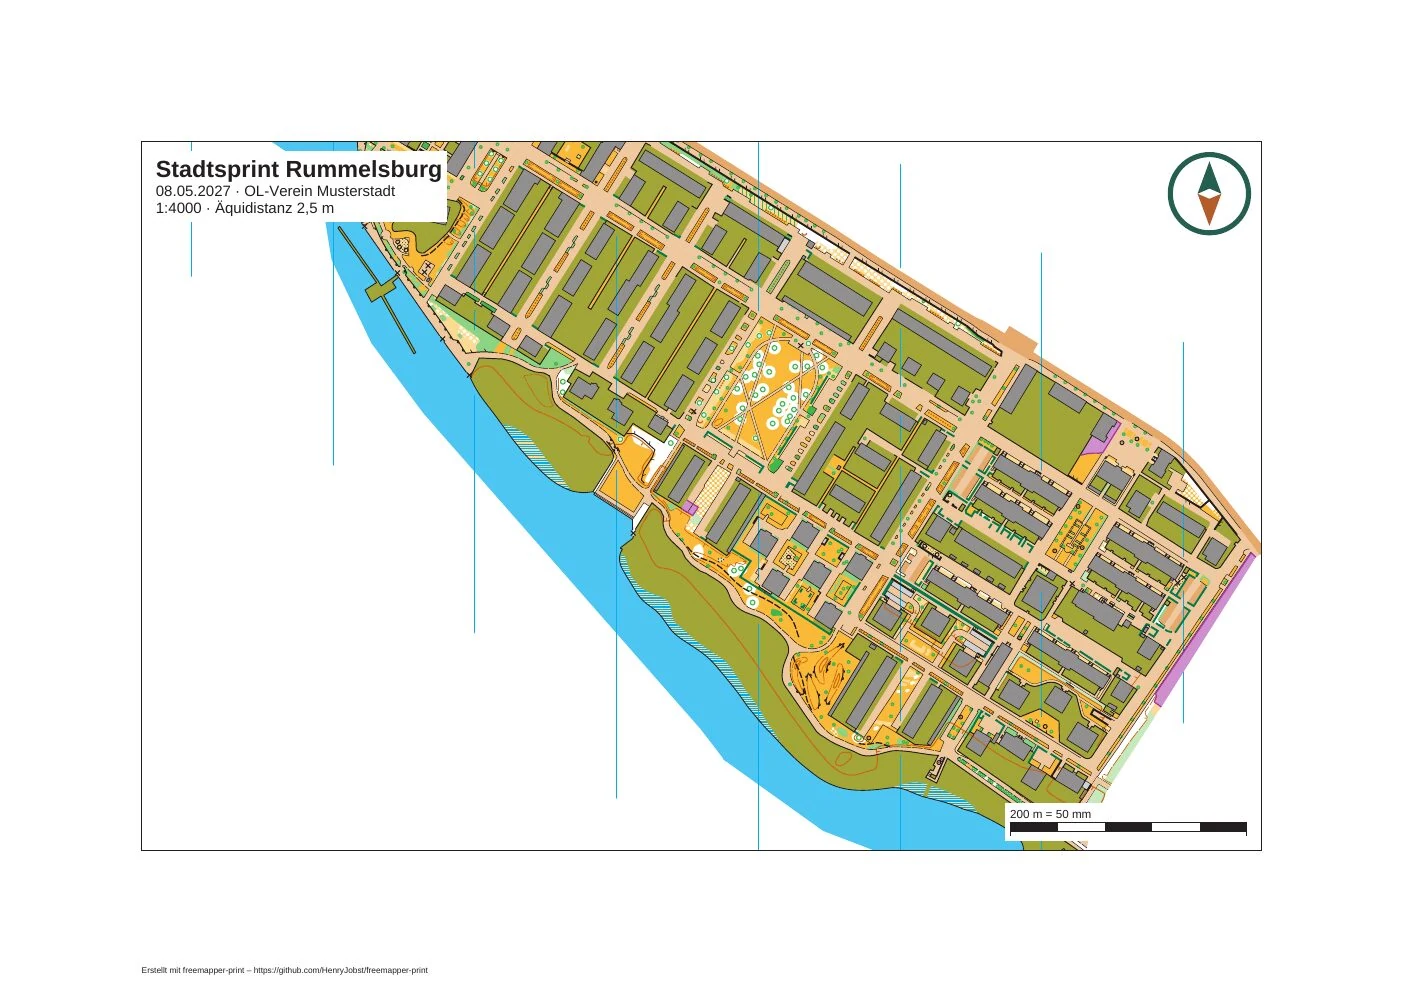 Stadtsprint Rummelsburg
08.05.2027 · OL-Verein Musterstadt
1:4000 · Äquidistanz 2,5 m
200 m = 50 mm
Erstellt mit freemapper-print – https://github.com/HenryJobst/freemapper-print